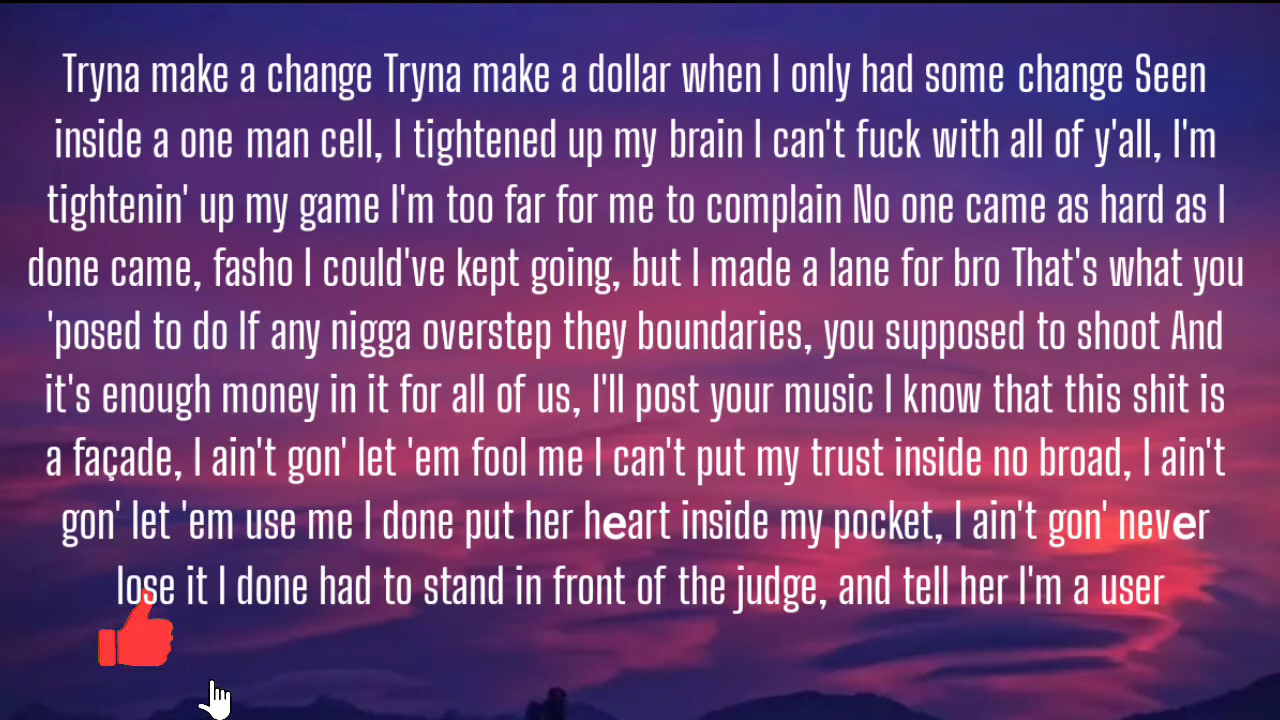 Tryna make a change Tryna make a dollar when I only had some change Seen
inside a one man cell, I tightened up my brain I can't fuck with all of y'all, I'm
tightenin' up my game I'm too far for me to complain No one came as hard as I
done came, fasho I could've kept going, but I made a lane for bro That's what you
'posed to do If any nigga overstep they boundaries, you supposed to shoot And
it's enough money in it for all of us, I'll post your music I know that this shit is
a façade, I ain't gon' let 'em fool me I can't put my trust inside no broad, I ain't
gon' let 'em use me I done put her hеart inside my pocket, I ain't gon' nevеr
lose it I done had to stand in front of the judge, and tell her I'm a user